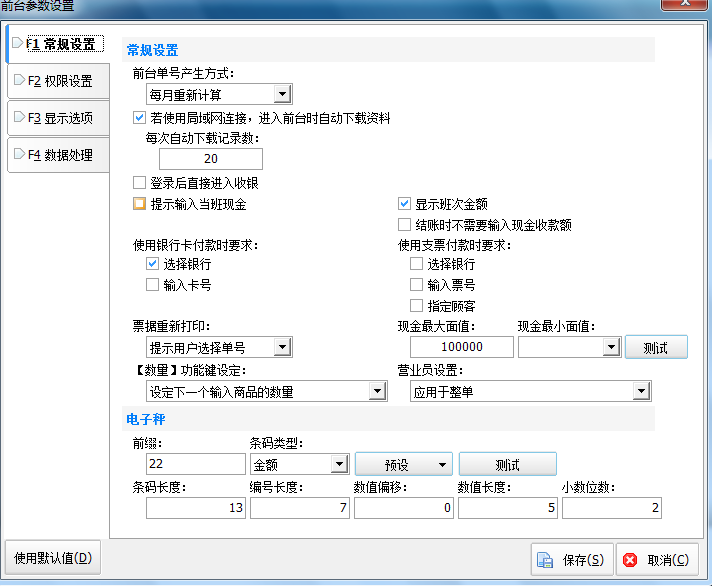 前台参数设置
F1 常规设置
F2 权限设置
F3 显示选项
F4 数据处理
常规设置
前台单号产生方式：
每月重新计算
若使用局域网连接，进入前台时自动下载资料
每次自动下载记录数：
20
登录后直接进入收银
提示输入当班现金
显示班次金额
结账时不需要输入现金收款额
使用银行卡付款时要求：
使用支票付款时要求：
选择银行
选择银行
输入卡号
输入票号
指定顾客
票据重新打印：
现金最大面值：
现金最小面值：
提示用户选择单号
100000
测试
【数量】功能键设定：
营业员设置：
设定下一个输入商品的数量
应用于整单
电子秤
前缀：
条码类型：
22
金额
预设
测试
条码长度：
编号长度：
数值偏移：
数值长度：
小数位数：
13
7
0
5
2
使用默认值(D)
保存(S)
取消(C)